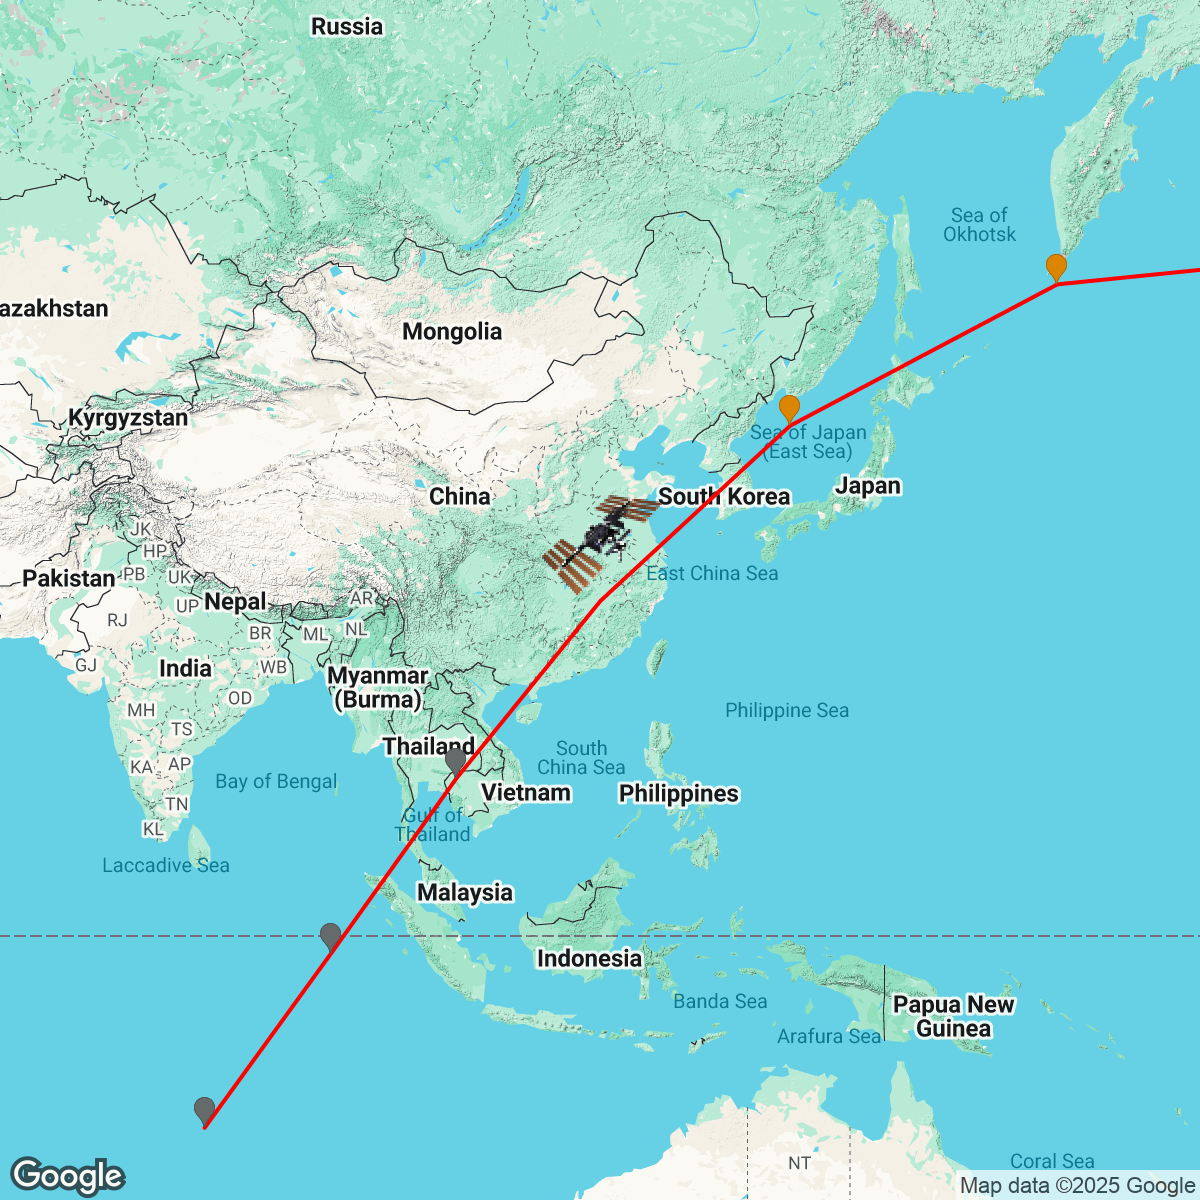 Russia
Sea of
Okhotsk
azakhstan
Mongolia
Kyrgyzstan
Sea of Japan
(East Sea)
China
South Korea
Japan
JK
HP
PB
UK
Pakistan
East China Sea
UP
Nepal
AR
RJ
BR
ML
NL
GJ
India
WB
Myanmar
(Burma)
OD
MH
Philippine Sea
TS
Thailand
South
China Sea
KA
AP
Bay of Bengal
Vietnam
Philippines
TN
Gulf of
Thailand
KL
Laccadive Sea
Malaysia
Indonesia
Banda Sea
Papua New
Guinea
Arafura Sea
NT
Coral Sea
Google
Map data ©2025 Google